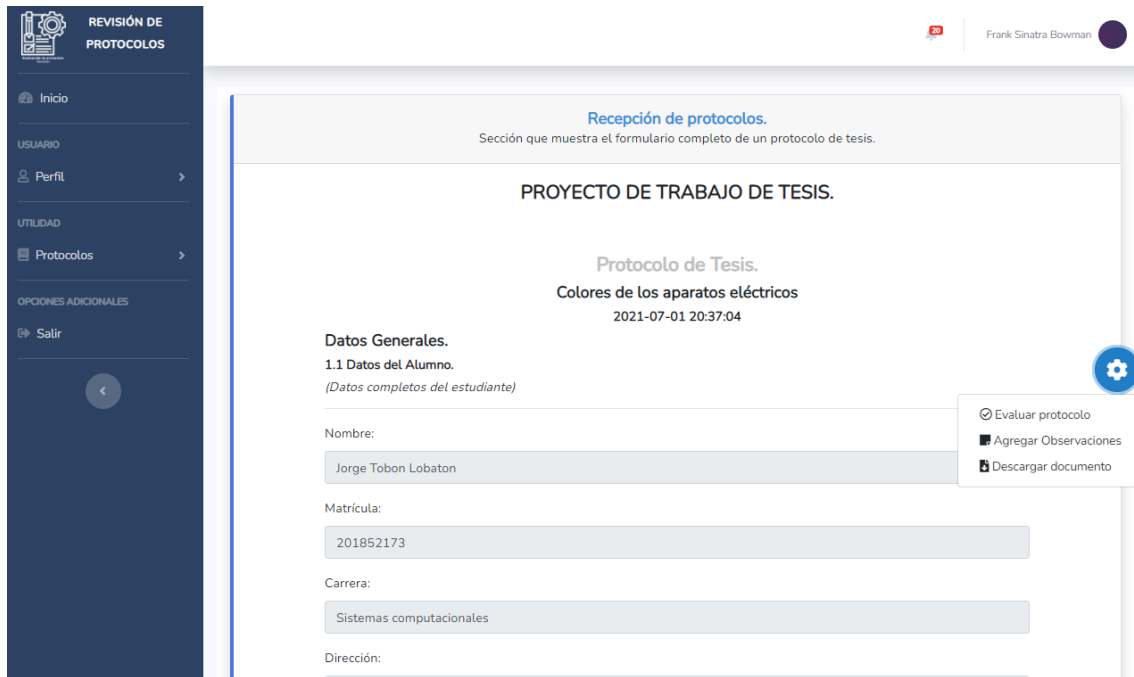 REVISIÓN DE
PROTOCOLOS
Inicio
USUARIO
Perfil
UTILIDAD
Protocolos
OPCIONES ADICIONALES
Salir
20
Frank Sinatra Bowman
Recepción de protocolos.
Sección que muestra el formulario completo de un protocolo de tesis.
PROYECTO DE TRABAJO DE TESIS.
Protocolo de Tesis.
Colores de los aparatos eléctricos
2021-07-01 20:37:04
Datos Generales.
1.1 Datos del Alumno.
(Datos completos del estudiante)
Evaluar protocolo
Agregar Observaciones
Descargar documento
Nombre:
Jorge Tobon Lobaton
Matrícula:
201852173
Carrera:
Sistemas computacionales
Dirección: